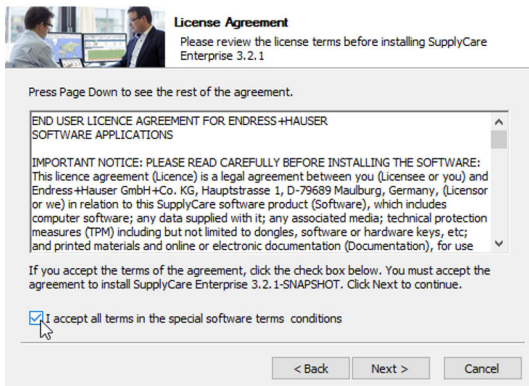 License Agreement
Please review the license terms before installing SupplyCare
Enterprise 3.2.1
Press Page Down to see the rest of the agreement.
END USER LICENCE AGREEMENT FOR ENDRESS+HAUSER
SOFTWARE APPLICATIONS
IMPORTANT NOTICE: PLEASE READ CAREFULLY BEFORE INSTALLING THE SOFTWARE:
This licence agreement (Licence) is a legal agreement between you (Licensee or you) and
Endress+Hauser GmbH+Co. KG, Hauptstrasse 1, D-79689 Maulburg, Germany, (Licensor
or we) in relation to this SupplyCare software product (Software), which includes
computer software; any data supplied with it; any associated media; technical protection
measures (TPM) including but not limited to dongles, software or hardware keys, etc;
and printed materials and online or electronic documentation (Documentation), for use
If you accept the terms of the agreement, click the check box below. You must accept the
agreement to install SupplyCare Enterprise 3.2.1-SNAPSHOT. Click Next to continue.
I accept all terms in the special software terms conditions
< Back Next > Cancel